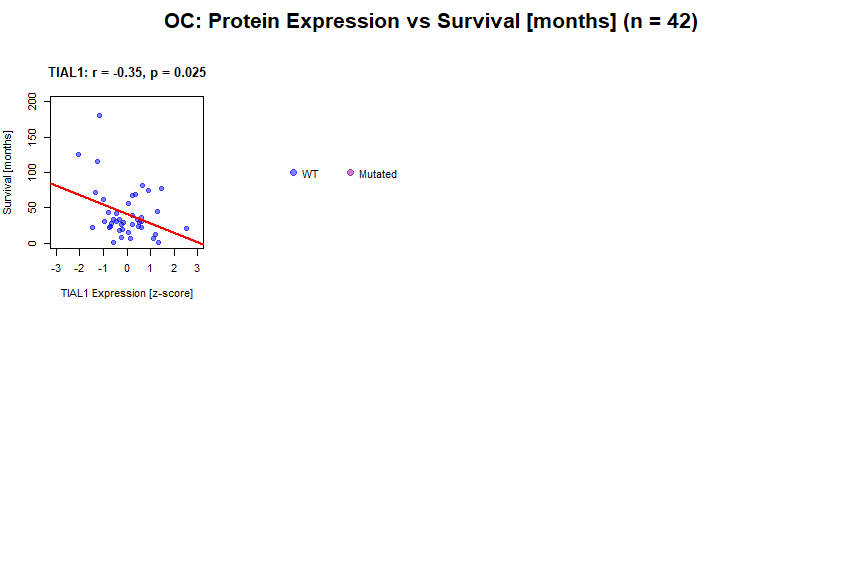 OC: Protein Expression vs Survival [months] (n = 42)
TIAL1: r = -0.35, p = 0.025
Survival [months]
200
150
100
50
0
-3 -2 -1 0 1 2 3
TIAL1 Expression [z-score]
WT Mutated